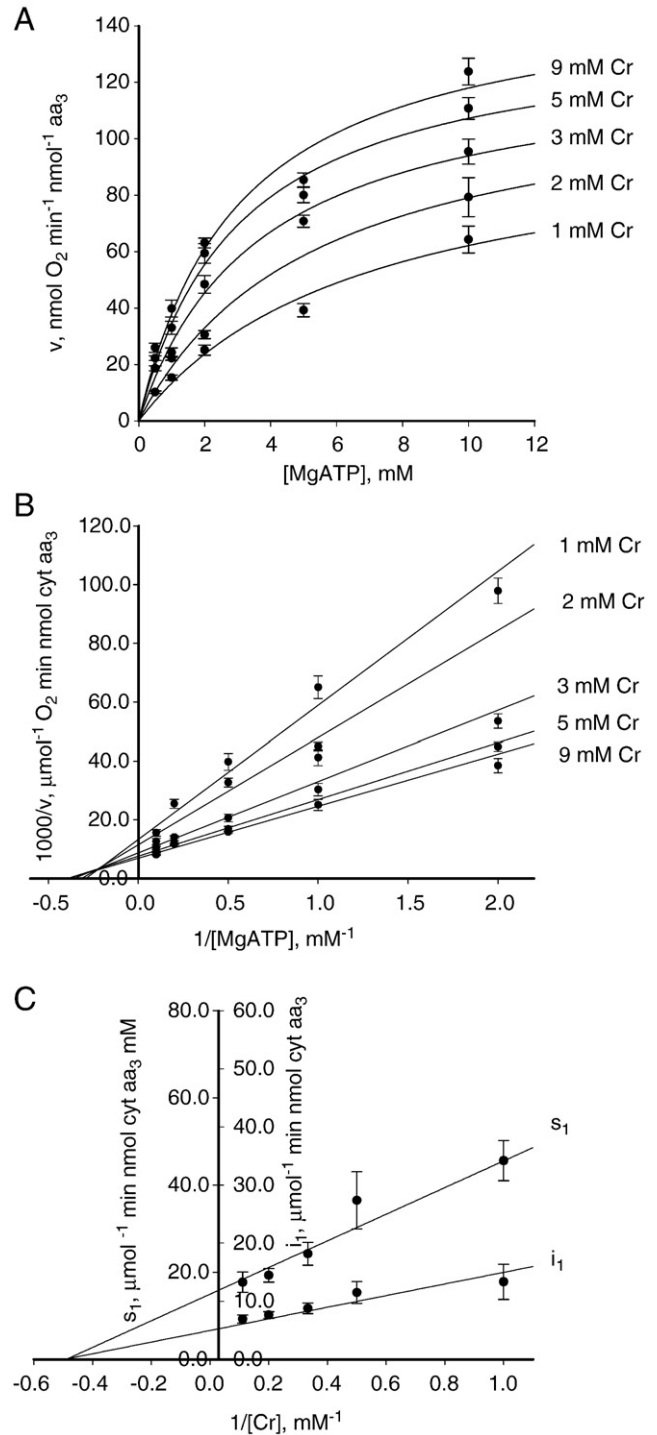 A
140
120
100
80
60
40
20
0
v, nmol O₂ min⁻¹ nmol⁻¹ aa₃
9 mM Cr
5 mM Cr
3 mM Cr
2 mM Cr
1 mM Cr
0 2 4 6 8 10 12
[MgATP], mM
B
120.0
100.0
80.0
60.0
40.0
20.0
0.0
1000/v, μmol⁻¹ O₂ min nmol cyt aa₃
1 mM Cr
2 mM Cr
3 mM Cr
5 mM Cr
9 mM Cr
-0.5 0.0 0.5 1.0 1.5 2.0
1/[MgATP], mM⁻¹
C
80.0 60.0
50.0
60.0
40.0
40.0 30.0
20.0
20.0
10.0
0.0 0.0
s₁, μmol⁻¹ min nmol cyt aa₃ mM
i₁, μmol⁻¹ min nmol cyt aa₃
s₁
i₁
-0.6 -0.4 -0.2 0.0 0.2 0.4 0.6 0.8 1.0
1/[Cr], mM⁻¹